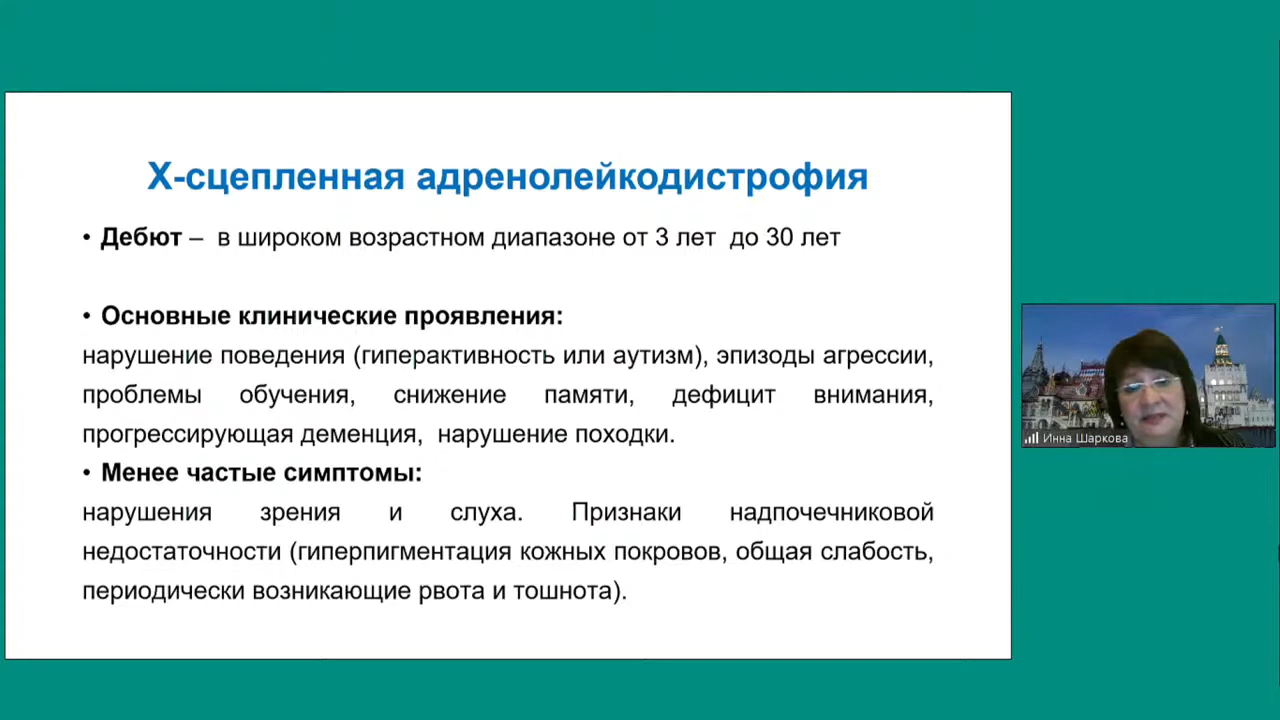 Х-сцепленная адренолейкодистрофия
• Дебют – в широком возрастном диапазоне от 3 лет до 30 лет
• Основные клинические проявления:
нарушение поведения (гиперактивность или аутизм), эпизоды агрессии,
проблемы обучения, снижение памяти, дефицит внимания,
прогрессирующая деменция, нарушение походки.
• Менее частые симптомы:
нарушения зрения и слуха. Признаки надпочечниковой
недостаточности (гиперпигментация кожных покровов, общая слабость,
периодически возникающие рвота и тошнота).
Инна Шаркова